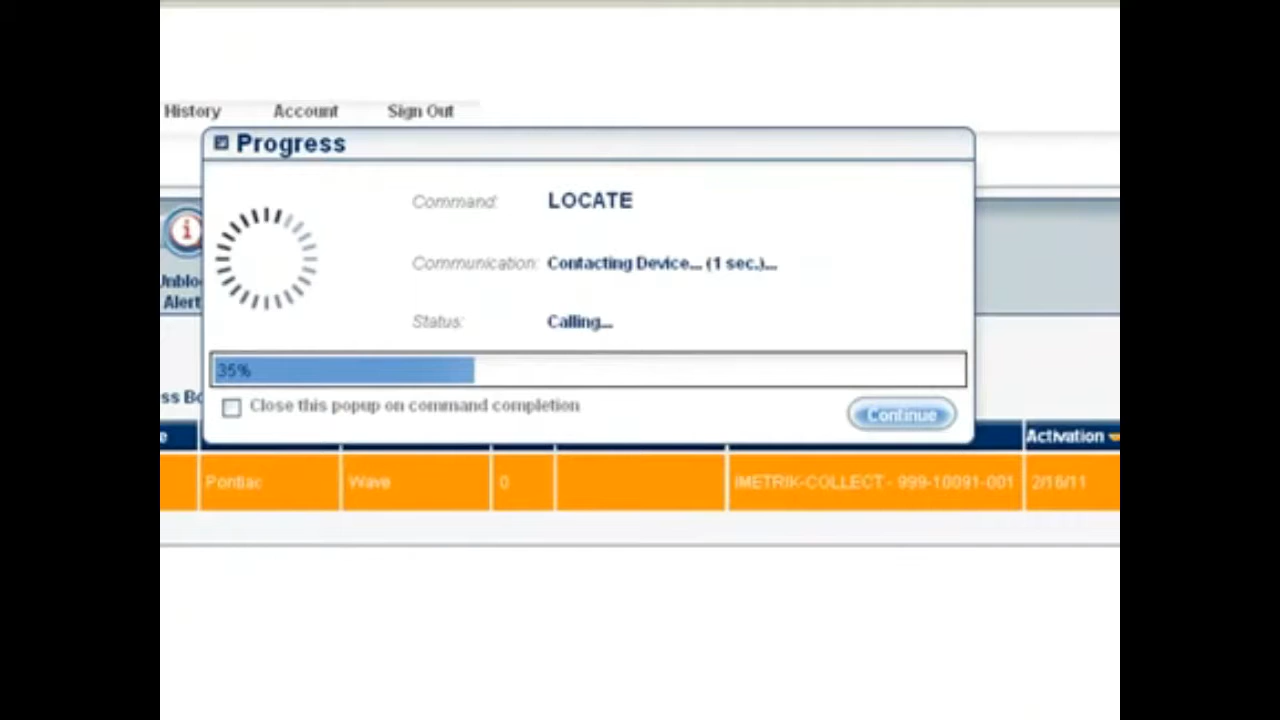 History Account Sign Out
Progress
Command: LOCATE
Communication: Contacting Device... (1 sec.)...
Alert
Status: Calling...
35%
Close this popup on command completion
Continue
Activation
Pontiac Wave 0 IMETRIK-COLLECT - 999-10091-001 2/16/11